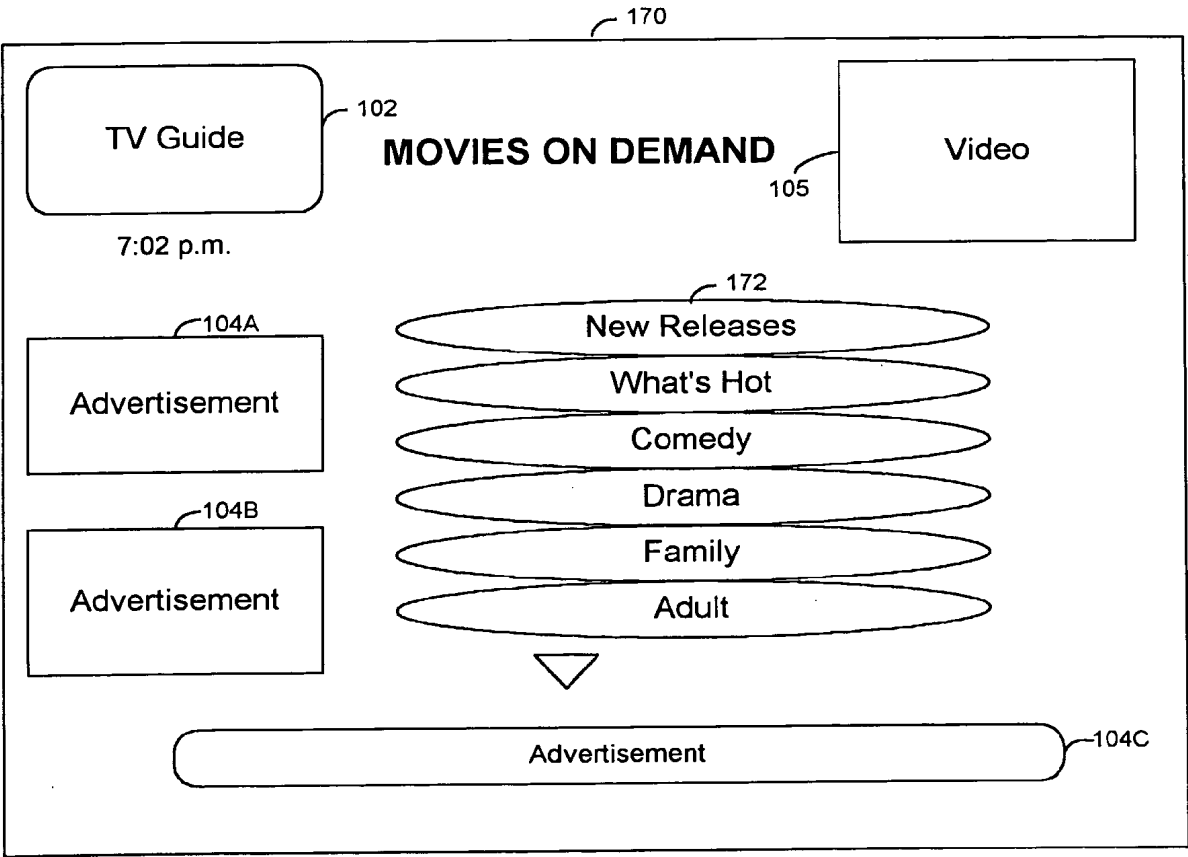 170
TV Guide
102
MOVIES ON DEMAND
105
Video
7:02 p.m.
172
New Releases
104A
What's Hot
Advertisement
Comedy
Drama
104B
Family
Advertisement
Adult
Advertisement
104C